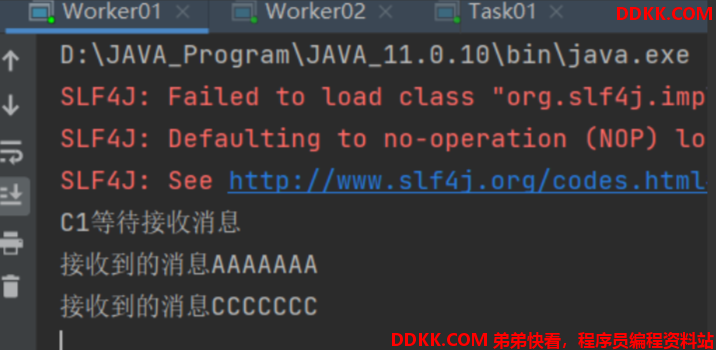 Worker01 Worker02 Task01 DDKK.COM
D:\JAVA_Program\JAVA_11.0.10\bin\java.exe
SLF4J: Failed to load class "org.slf4j.impl
SLF4J: Defaulting to no-operation (NOP) lo
SLF4J: See http://www.slf4j.org/codes.html
C1等待接收消息
接收到的消息AAAAAAA
接收到的消息CCCCCCC
DDKK.COM 弟弟快看，程序员编程资料站